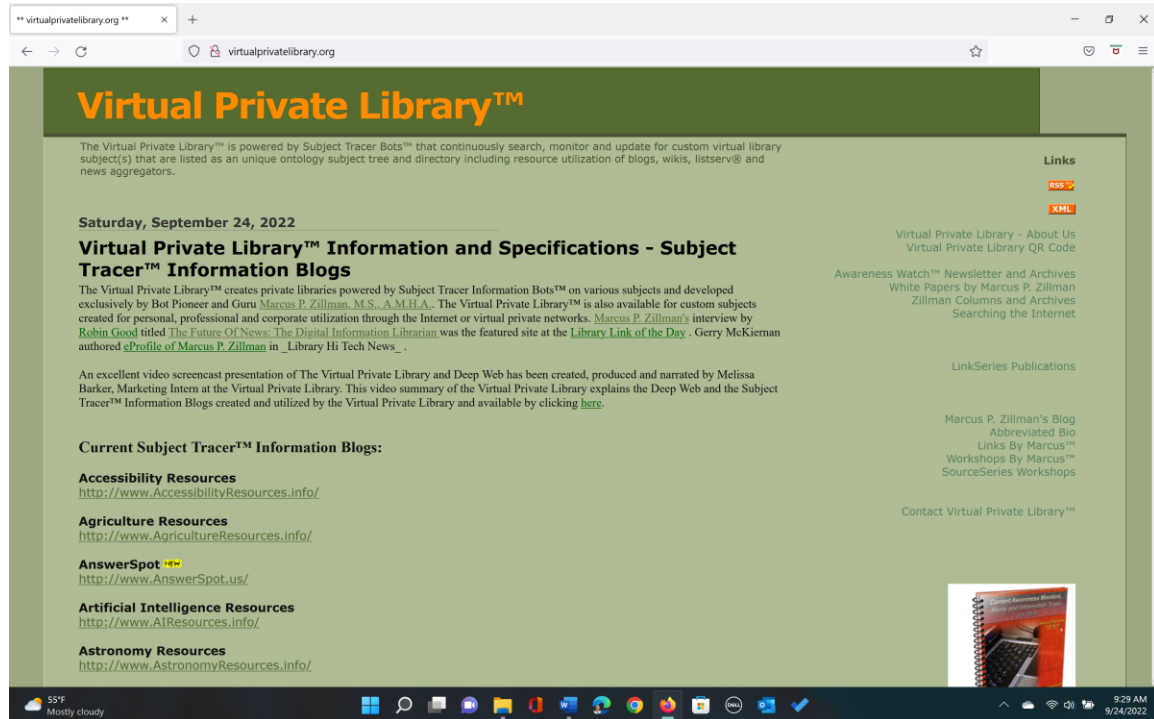 ** virtualprivatelibrary.org **
virtualprivatelibrary.org
Virtual Private Library™
The Virtual Private Library™ is powered by Subject Tracer Bots™ that continuously search, monitor and update for custom virtual library
subject(s) that are listed as an unique ontology subject tree and directory including resource utilization of blogs, wikis, listserv® and
news aggregators.
Saturday, September 24, 2022
Virtual Private Library™ Information and Specifications - Subject
Tracer™ Information Blogs
The Virtual Private Library™ creates private libraries powered by Subject Tracer Information Bots™ on various subjects and developed
exclusively by Bot Pioneer and Guru Marcus P. Zillman, M.S., A.M.H.A.. The Virtual Private Library™ is also available for custom subjects
created for personal, professional and corporate utilization through the Internet or virtual private networks. Marcus P. Zillman's interview by
Robin Good titled The Future Of News: The Digital Information Librarian was the featured site at the Library Link of the Day . Gerry McKiernan
authored eProfile of Marcus P. Zillman in _Library Hi Tech News_ .
An excellent video screencast presentation of The Virtual Private Library and Deep Web has been created, produced and narrated by Melissa
Barker, Marketing Intern at the Virtual Private Library. This video summary of the Virtual Private Library explains the Deep Web and the Subject
Tracer™ Information Blogs created and utilized by the Virtual Private Library and available by clicking here.
Current Subject Tracer™ Information Blogs:
Accessibility Resources
http://www.AccessibilityResources.info/
Agriculture Resources
http://www.AgricultureResources.info/
AnswerSpot NEW
http://www.AnswerSpot.us/
Artificial Intelligence Resources
http://www.AIResources.info/
Astronomy Resources
http://www.AstronomyResources.info/
Links
RSS
XML
Virtual Private Library - About Us
Virtual Private Library QR Code
Awareness Watch™ Newsletter and Archives
White Papers by Marcus P. Zillman
Zillman Columns and Archives
Searching the Internet
LinkSeries Publications
Marcus P. Zillman's Blog
Abbreviated Bio
Links By Marcus™
Workshops By Marcus™
SourceSeries Workshops
Contact Virtual Private Library™
Current Awareness Monitors,
55°F
Mostly cloudy
DELL
9:29 AM
9/24/2022